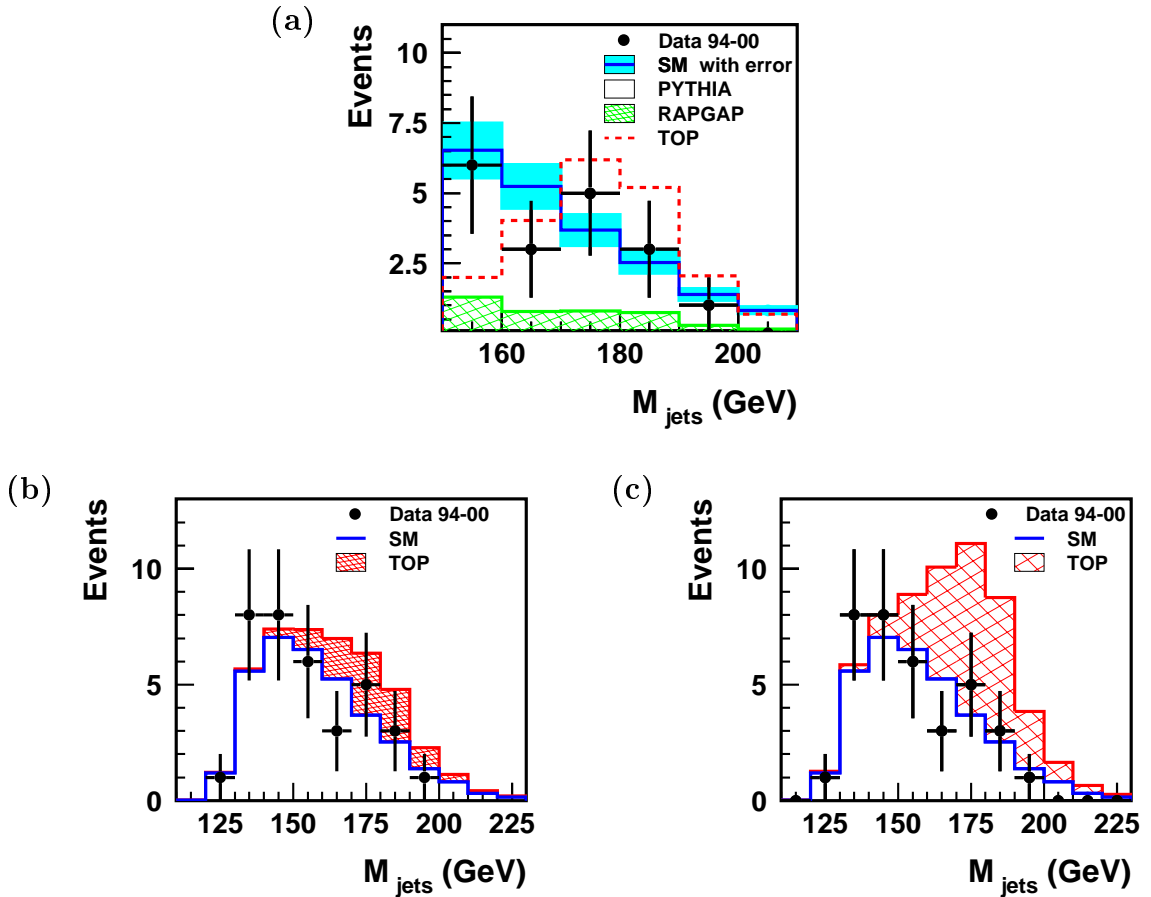 (a)
Events
10
7.5
5
2.5
Data 94-00
SM with error
PYTHIA
RAPGAP
TOP
160 180 200
M jets (GeV)
(b)
Events
10
5
0
Data 94-00
SM
TOP
125 150 175 200 225
M jets (GeV)
(c)
Events
10
5
0
Data 94-00
SM
TOP
125 150 175 200 225
M jets (GeV)